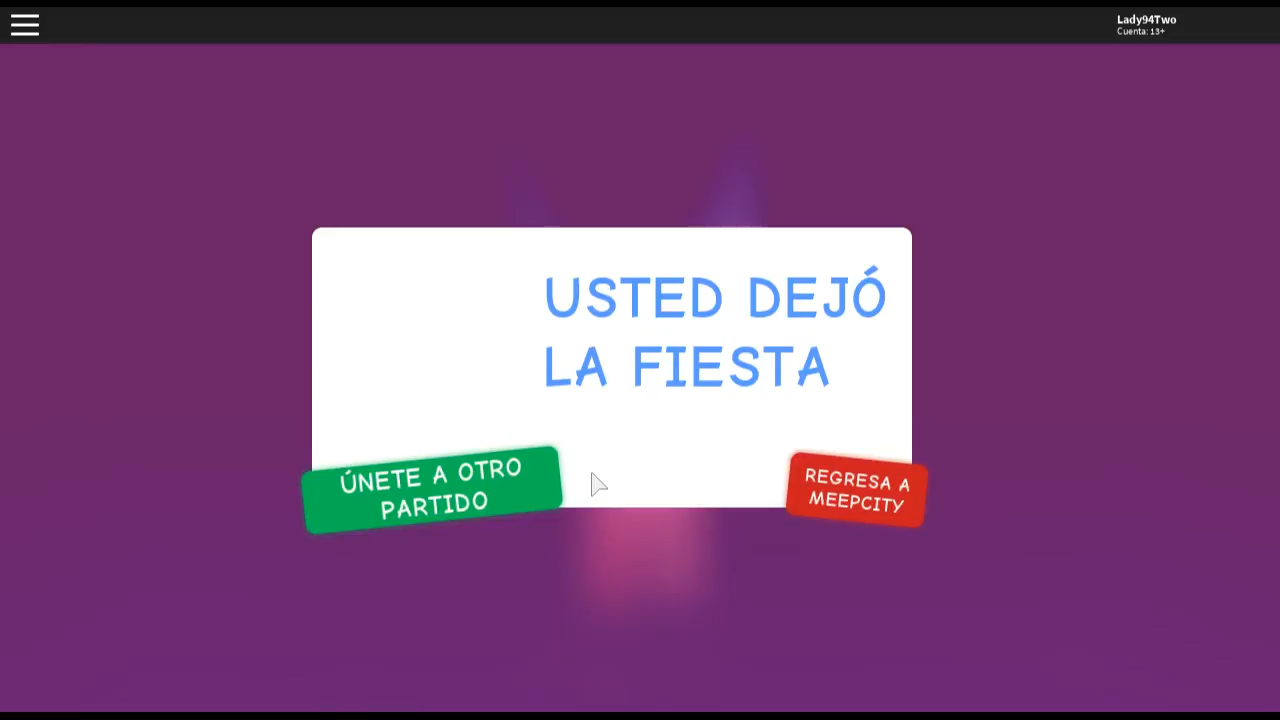 Lady94Two
Cuenta: 13+
USTED DEJÓ
LA FIESTA
ÚNETE A OTRO
PARTIDO
REGRESA A
MEEPCITY